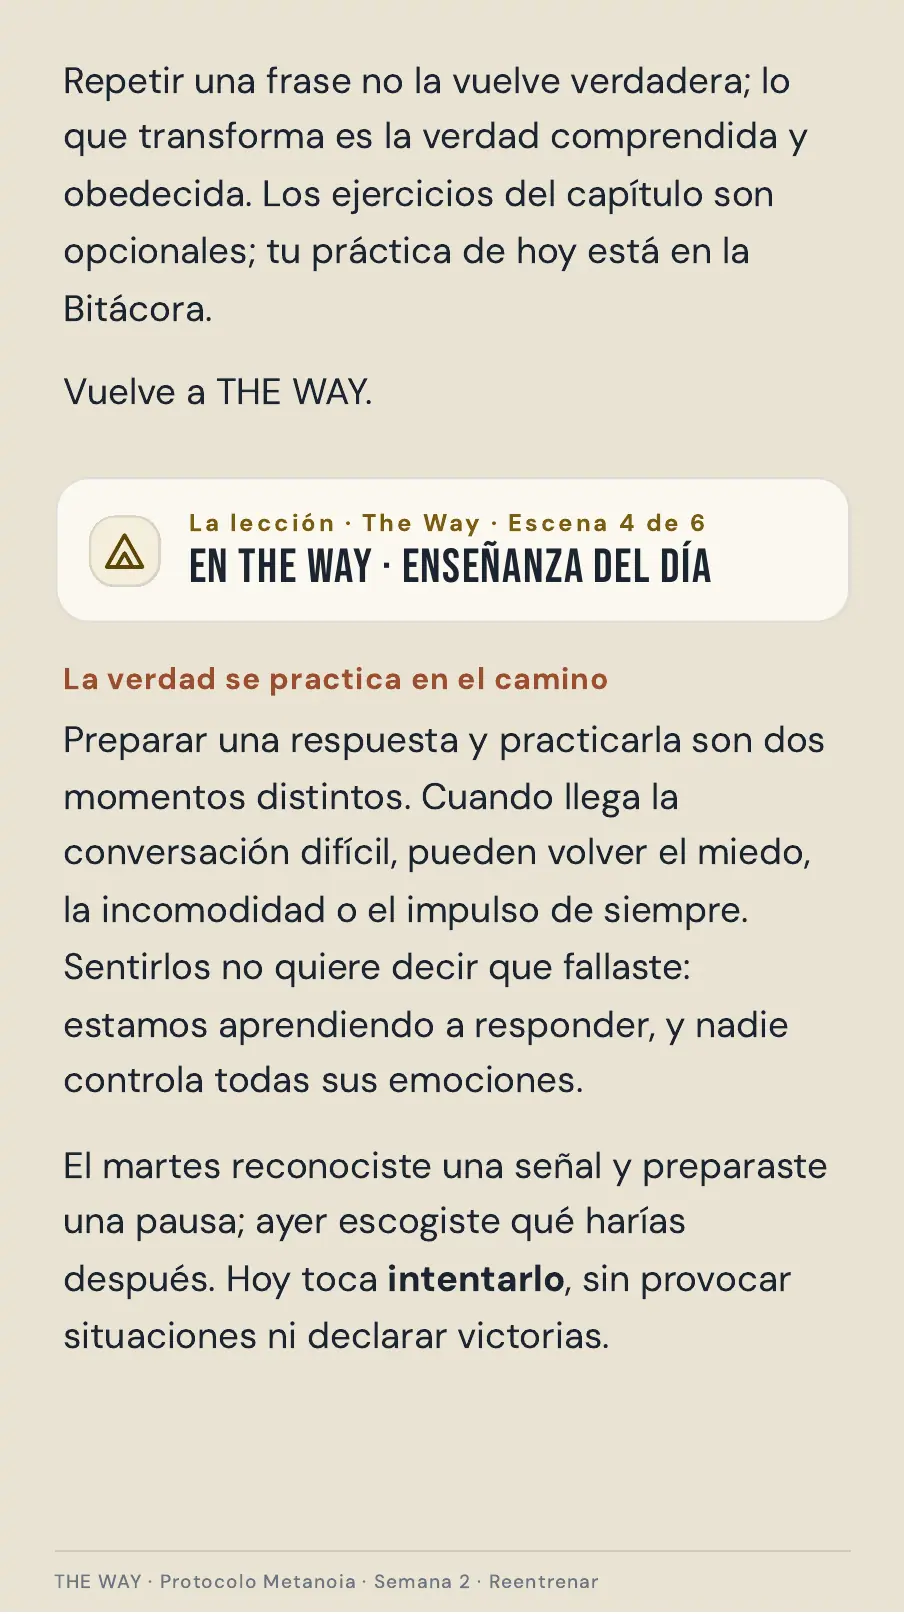 Repetir una frase no la vuelve verdadera; lo
que transforma es la verdad comprendida y
obedecida. Los ejercicios del capítulo son
opcionales; tu práctica de hoy está en la
Bitácora.
Vuelve a THE WAY.
La lección · The Way · Escena 4 de 6
EN THE WAY · ENSEÑANZA DEL DÍA
La verdad se practica en el camino
Preparar una respuesta y practicarla son dos
momentos distintos. Cuando llega la
conversación difícil, pueden volver el miedo,
la incomodidad o el impulso de siempre.
Sentirlos no quiere decir que fallaste:
estamos aprendiendo a responder, y nadie
controla todas sus emociones.
El martes reconociste una señal y preparaste
una pausa; ayer escogiste qué harías
después. Hoy toca intentarlo, sin provocar
situaciones ni declarar victorias.
THE WAY · Protocolo Metanoia · Semana 2 · Reentrenar